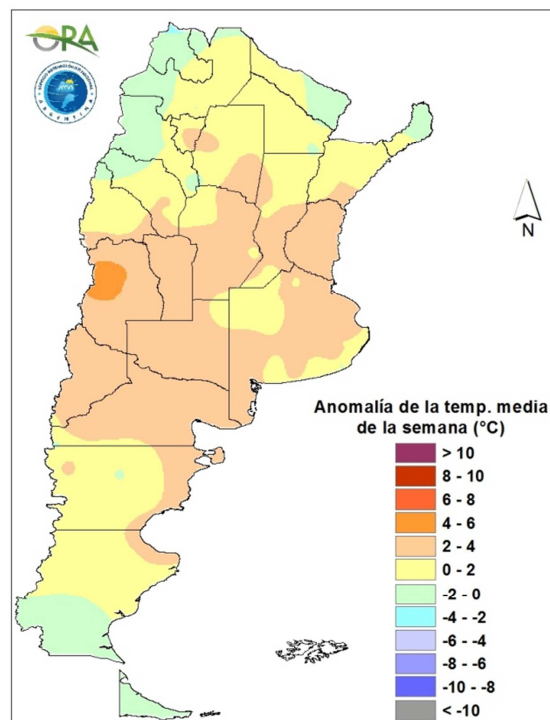 ORA
N
Anomalía de la temp. media
de la semana (°C)
> 10
8 - 10
6 - 8
4 - 6
2 - 4
0 - 2
-2 - 0
-4 - -2
-6 - -4
-8 - -6
-10 - -8
< -10